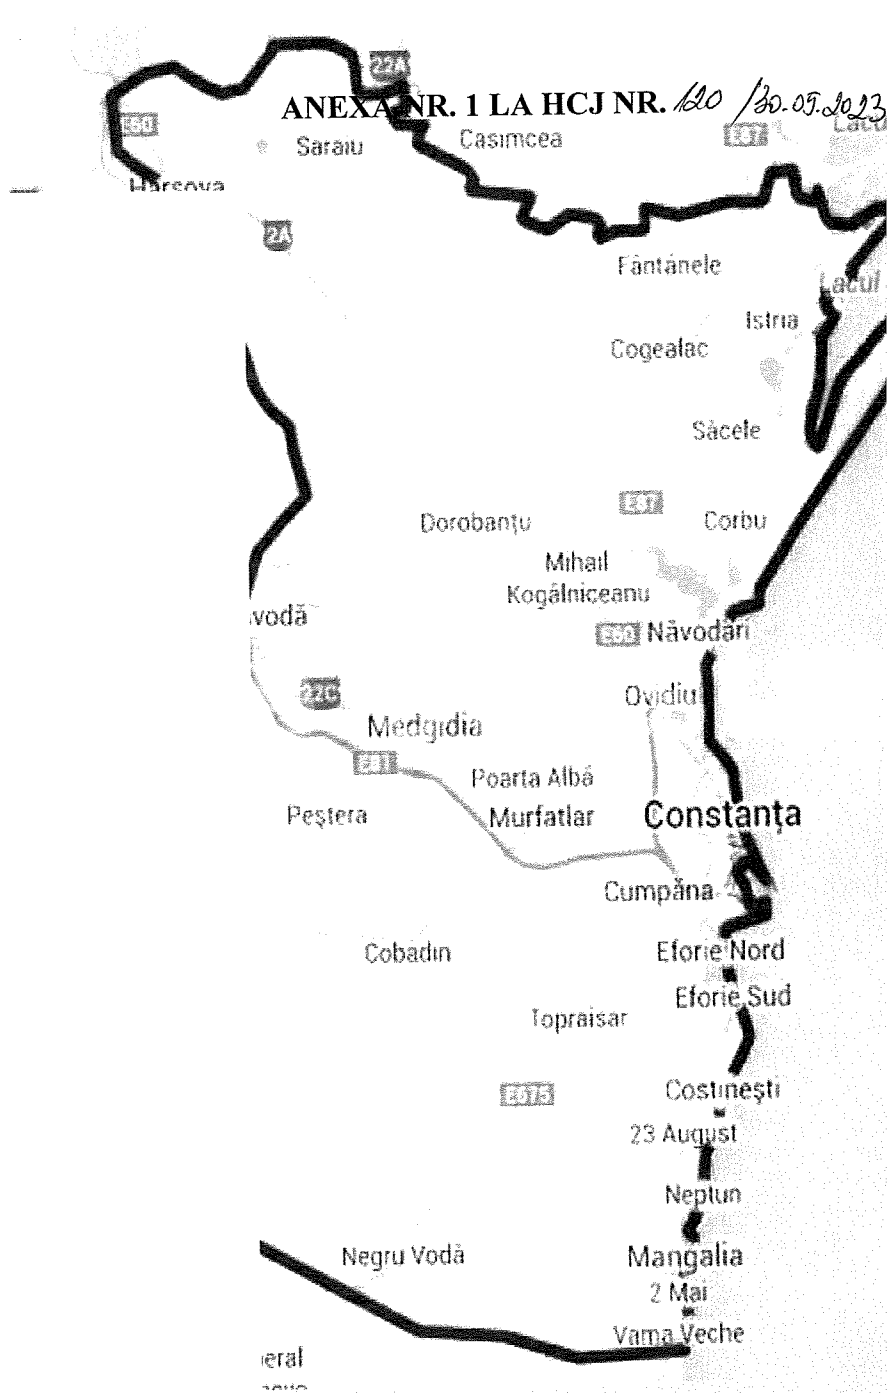 22A
ANEXA NR. 1 LA HCJ NR. 120 /30.05.2023
E60
Saraiu
Casimcea
E87
Lacu
Hârșova
2A
Fântânele
Lacul
Istria
Cogealac
Săcele
E87
Dorobanțu
Corbu
Mihail
Kogălniceanu
vodă
E60
Năvodari
22C
Ovidiu
Medgidia
E81
Poarta Albă
Peștera
Murfatlar
Constanța
Cumpăna
Cobadin
Eforie Nord
Eforie Sud
Topraisar
E675
Costinești
23 August
Neptun
Negru Vodă
Mangalia
2 Mai
Vama Veche
eral